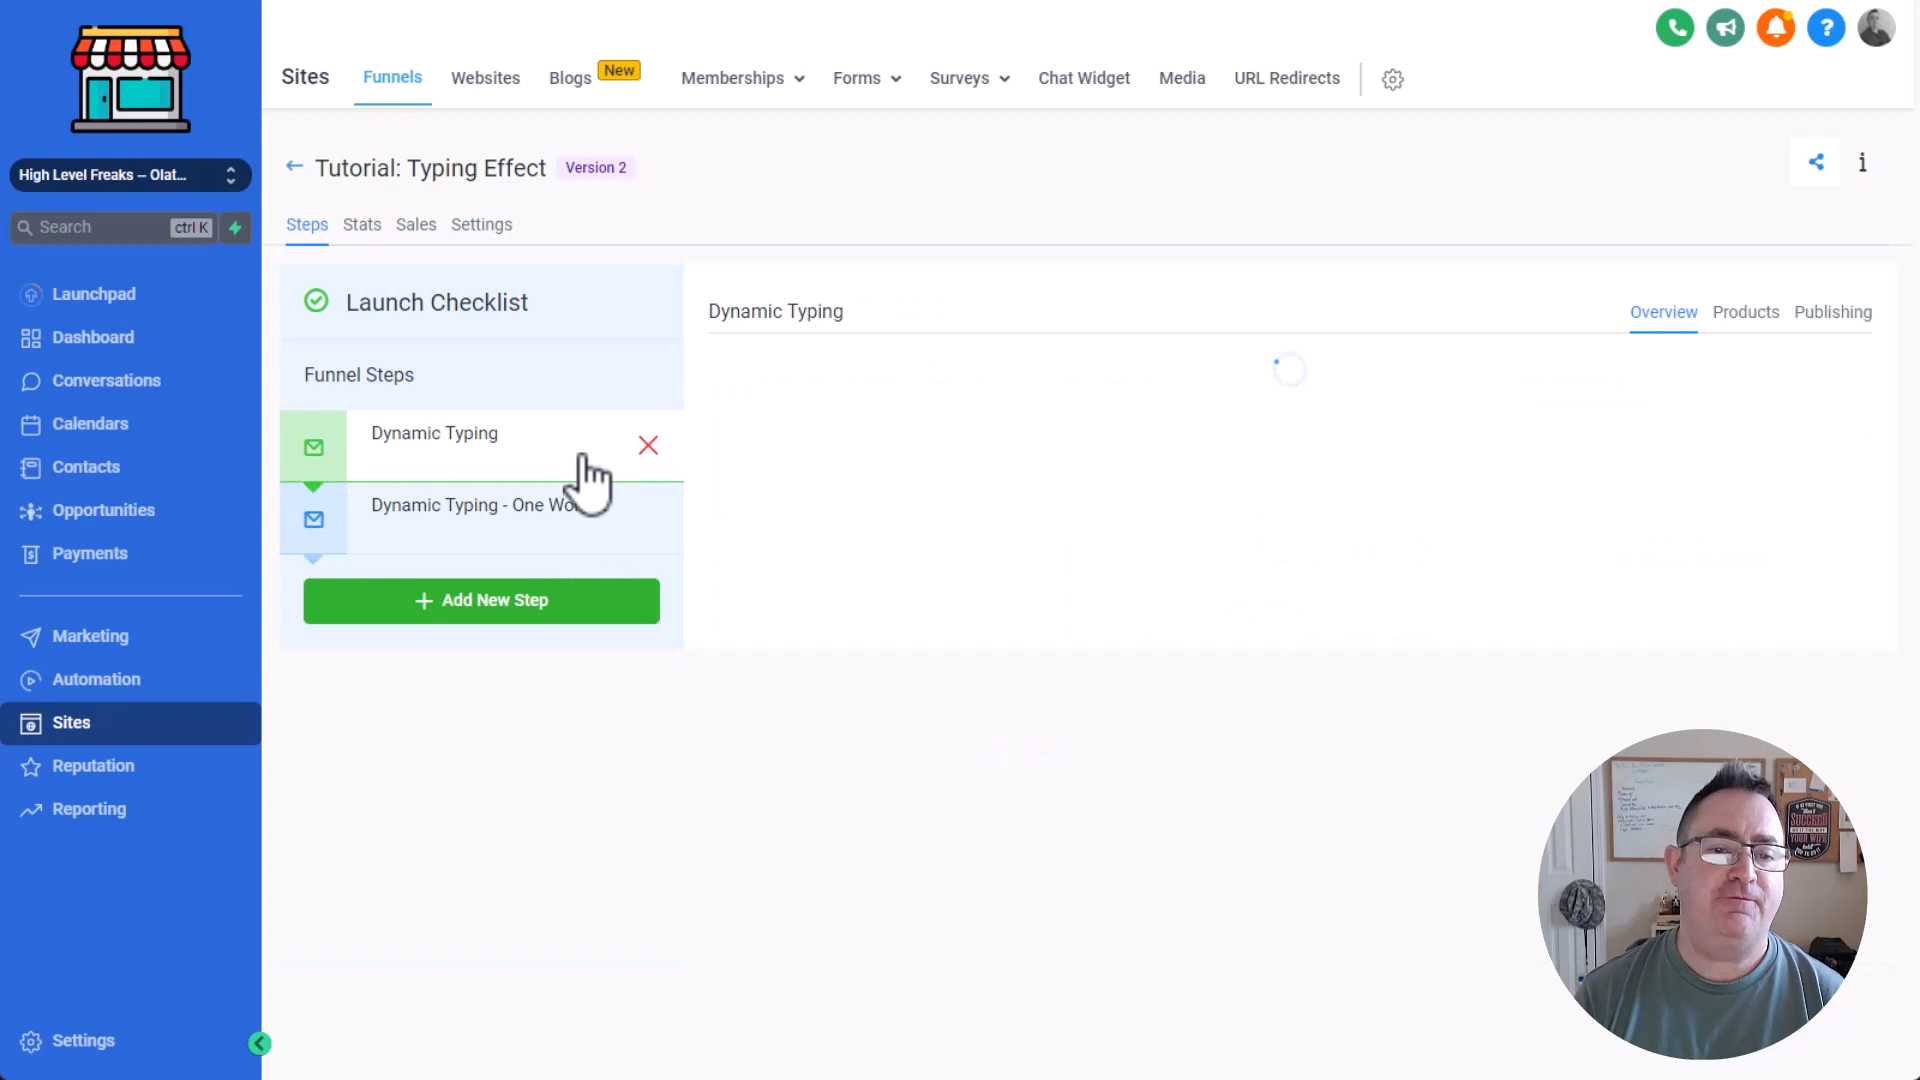 Sites
Funnels
Websites
Blogs
New
Memberships
Forms
Surveys
Chat Widget
Media
URL Redirects
High Level Freaks – Olat...
Search
ctrl K
Launchpad
Dashboard
Conversations
Calendars
Contacts
Opportunities
Payments
Marketing
Automation
Sites
Reputation
Reporting
Settings
Tutorial: Typing Effect
Version 2
Steps
Stats
Sales
Settings
Launch Checklist
Funnel Steps
Dynamic Typing
Dynamic Typing - One
Add New Step
Dynamic Typing
Overview
Products
Publishing
SUCCEED
YOUR WIFE